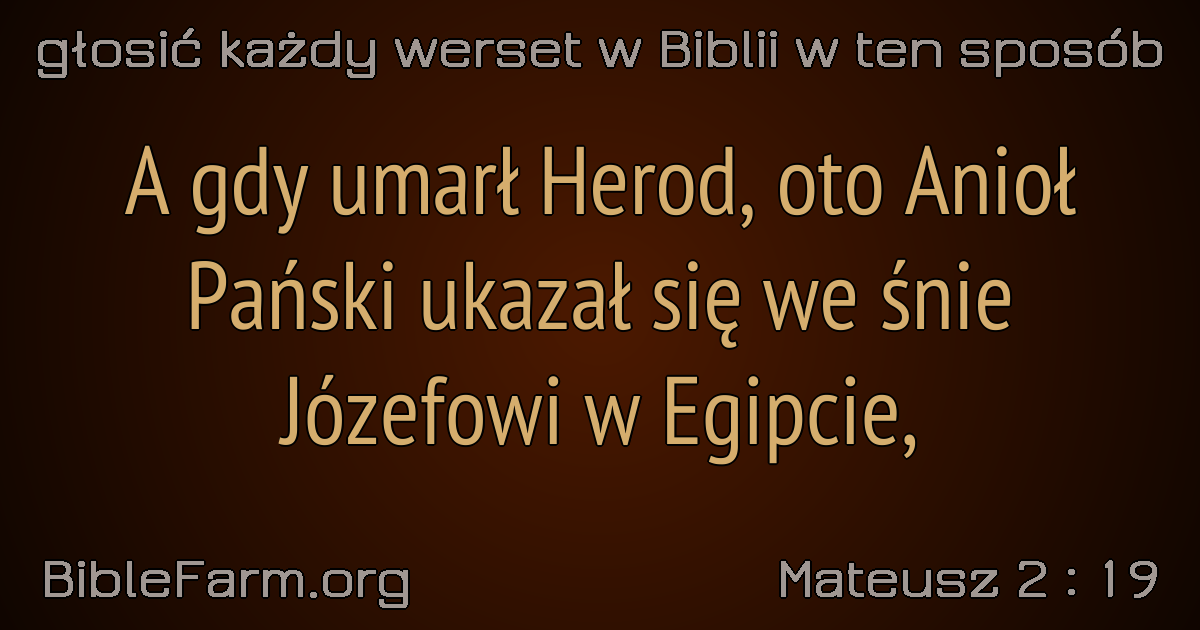 głosić każdy werset w Biblii w ten sposób
A gdy umarł Herod, oto Anioł
Pański ukazał się we śnie
Józefowi w Egipcie,
BibleFarm.org
Mateusz 2 : 19